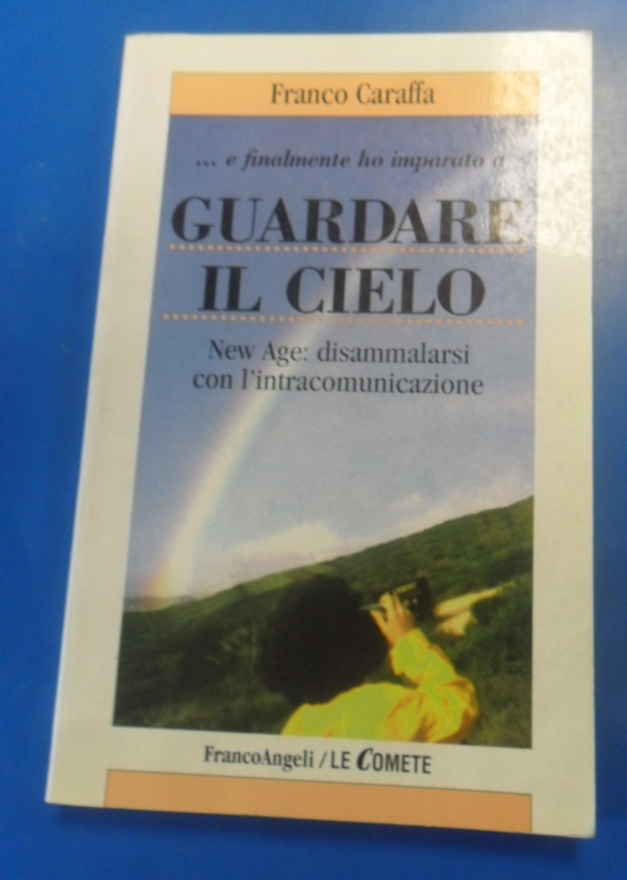 Franco Caraffa
... e finalmente ho imparato a
GUARDARE
IL CIELO
New Age: disammalarsi
con l'intracomunicazione
FrancoAngeli / LE COMETE